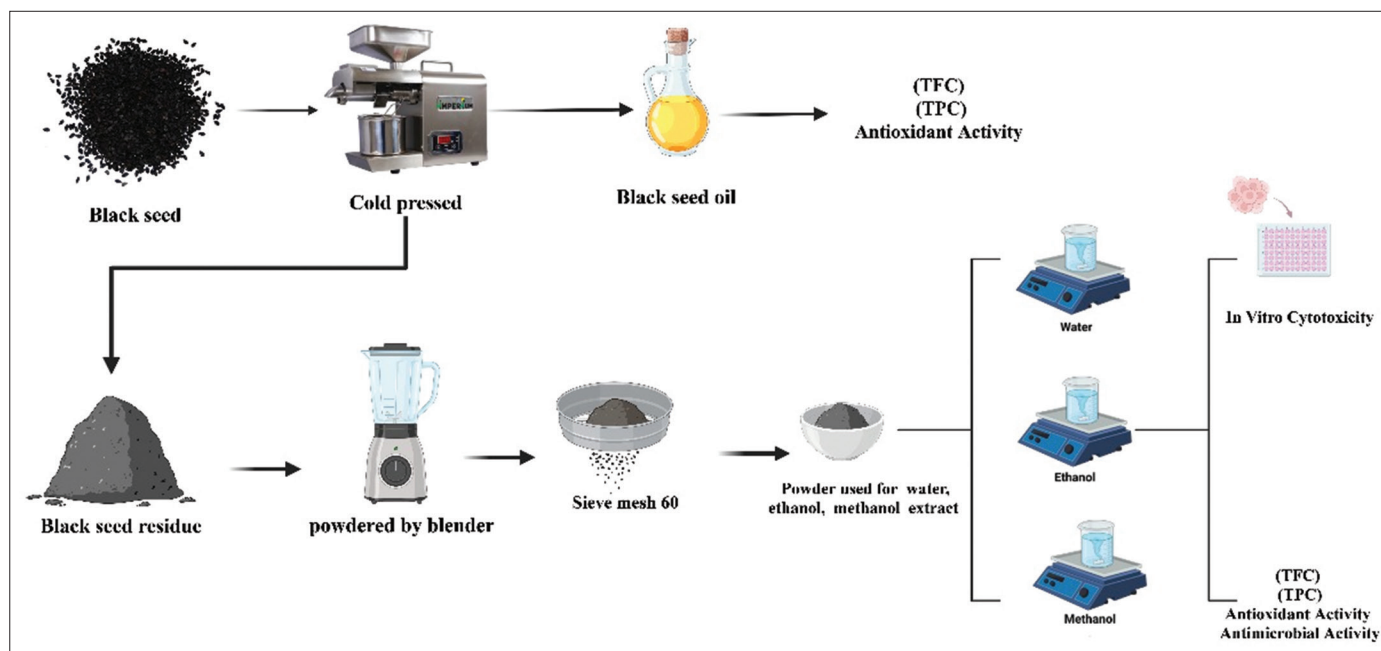 (TFC)
(TPC)
Antioxidant Activity
Black seed
Cold pressed
Black seed oil
Water
In Vitro Cytotoxicity
Ethanol
Black seed residue
powdered by blender
Sieve mesh 60
Powder used for water,
ethanol, methanol extract
Methanol
(TFC)
(TPC)
Antioxidant Activity
Antimicrobial Activity